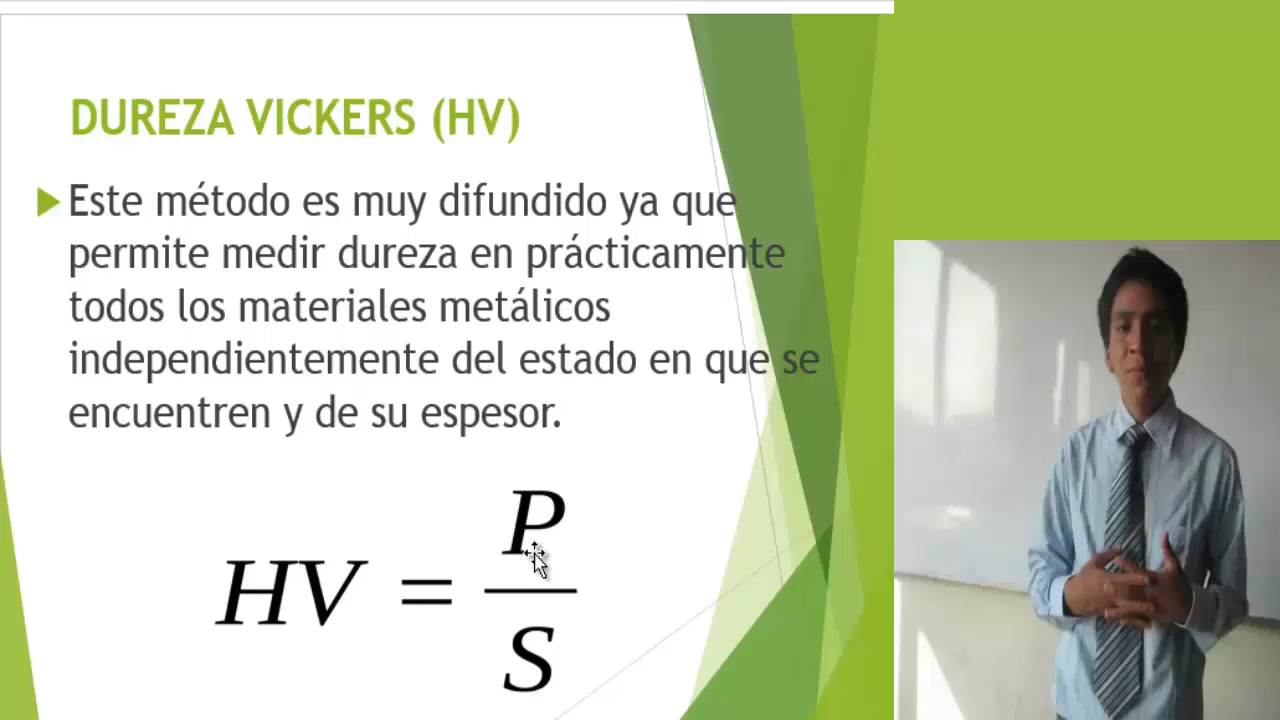 DUREZA VICKERS (HV)
Este método es muy difundido ya que
permite medir dureza en prácticamente
todos los materiales metálicos
independientemente del estado en que se
encuentren y de su espesor.
HV = P
S